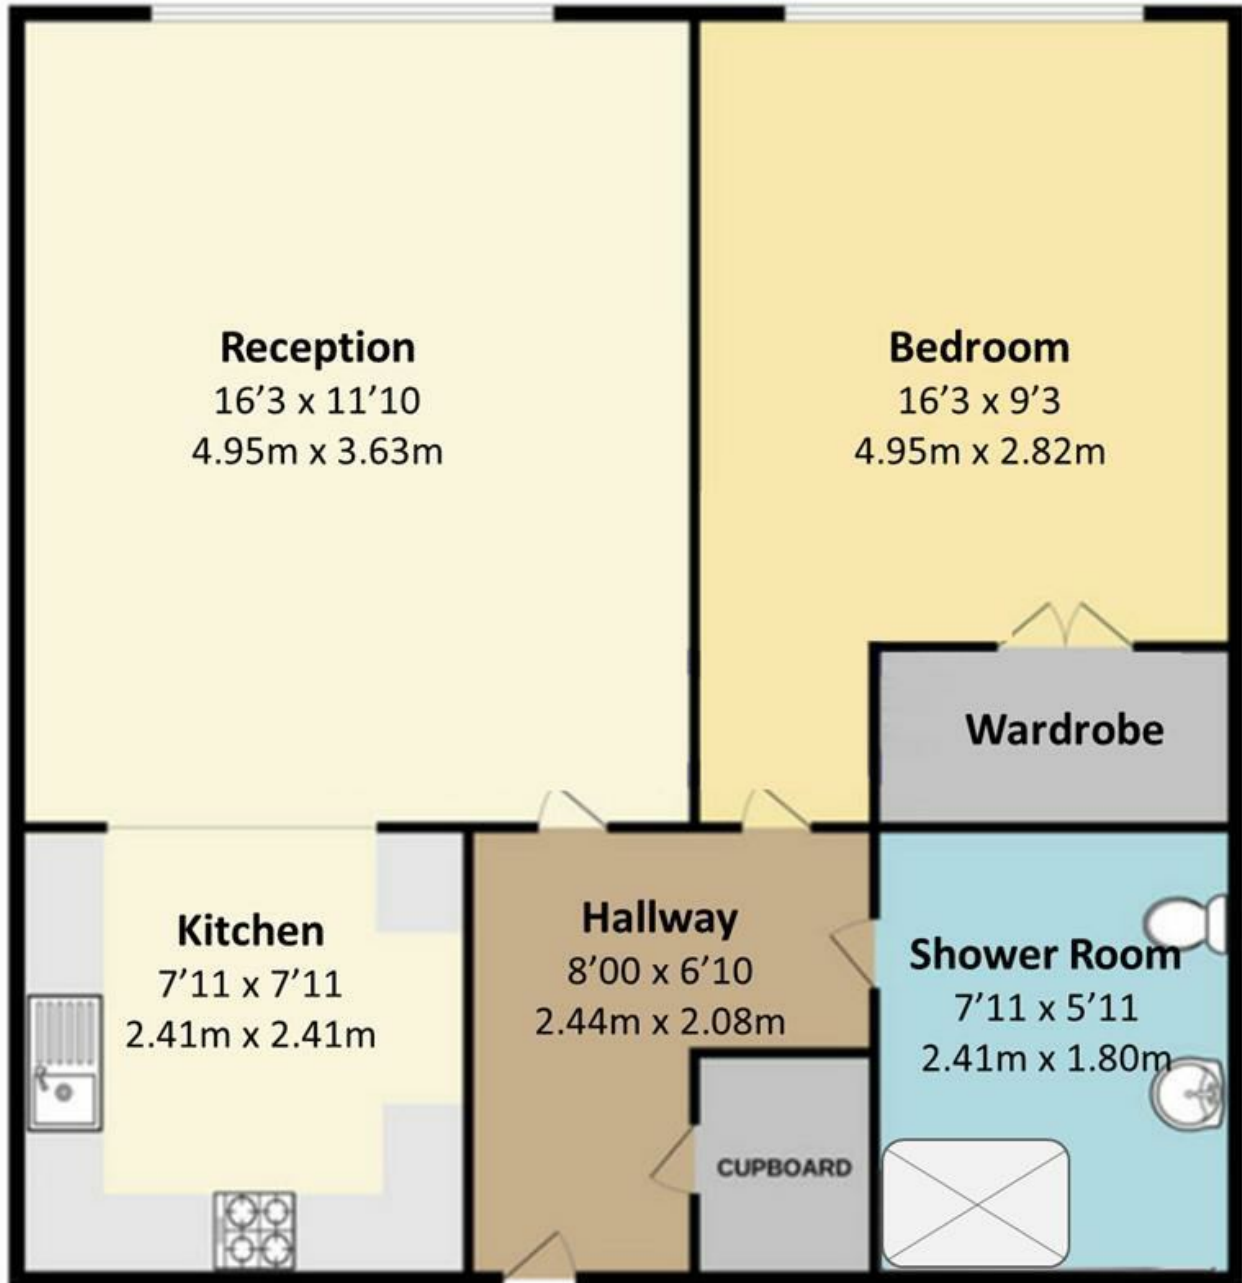 Reception
16’3 x 11’10
4.95m x 3.63m
Bedroom
16’3 x 9’3
4.95m x 2.82m
Wardrobe
Kitchen
7’11 x 7’11
2.41m x 2.41m
Hallway
8’00 x 6’10
2.44m x 2.08m
Shower Room
7’11 x 5’11
2.41m x 1.80m
CUPBOARD